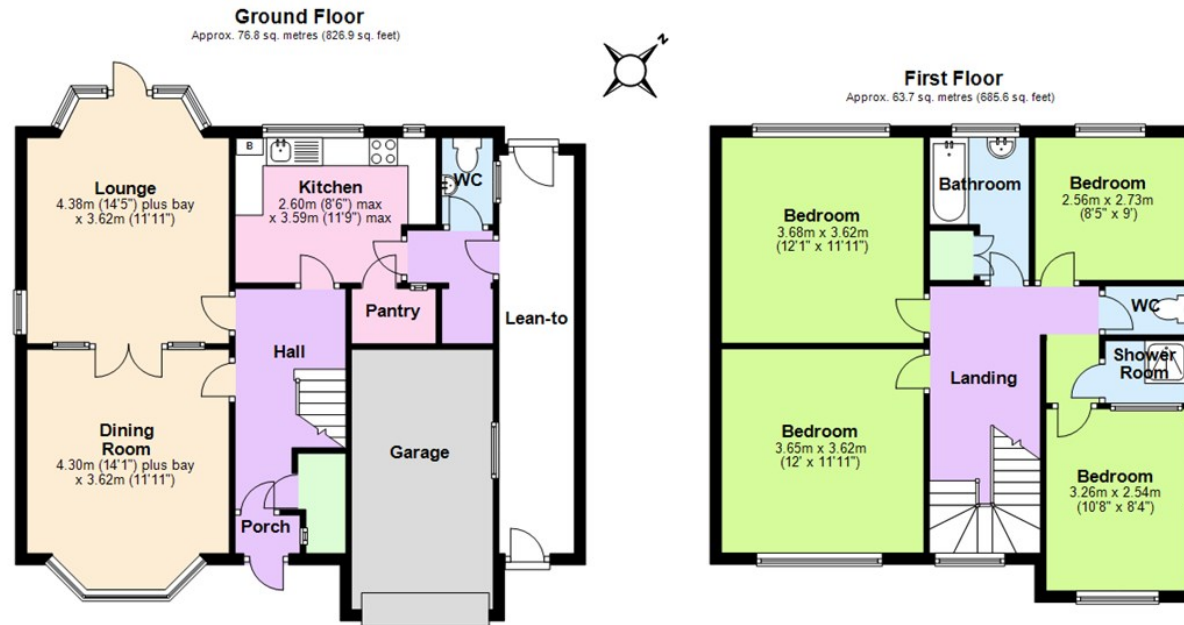 Ground Floor
Approx. 76.8 sq. metres (826.9 sq. feet)
Z
First Floor
Approx. 63.7 sq. metres (685.6 sq. feet)
Lounge
4.38m (14'5") plus bay
x 3.62m (11'11")
B
Kitchen
2.60m (8'6") max
x 3.59m (11'9") max
WC
Pantry
Lean-to
Hall
Dining
Room
4.30m (14'1") plus bay
x 3.62m (11'11")
Garage
Porch
Bedroom
3.68m x 3.62m
(12'1" x 11'11")
Bathroom
Bedroom
2.56m x 2.73m
(8'5" x 9')
WC
Shower
Room
Landing
Bedroom
3.65m x 3.62m
(12' x 11'11")
Bedroom
3.26m x 2.54m
(10'8" x 8'4")